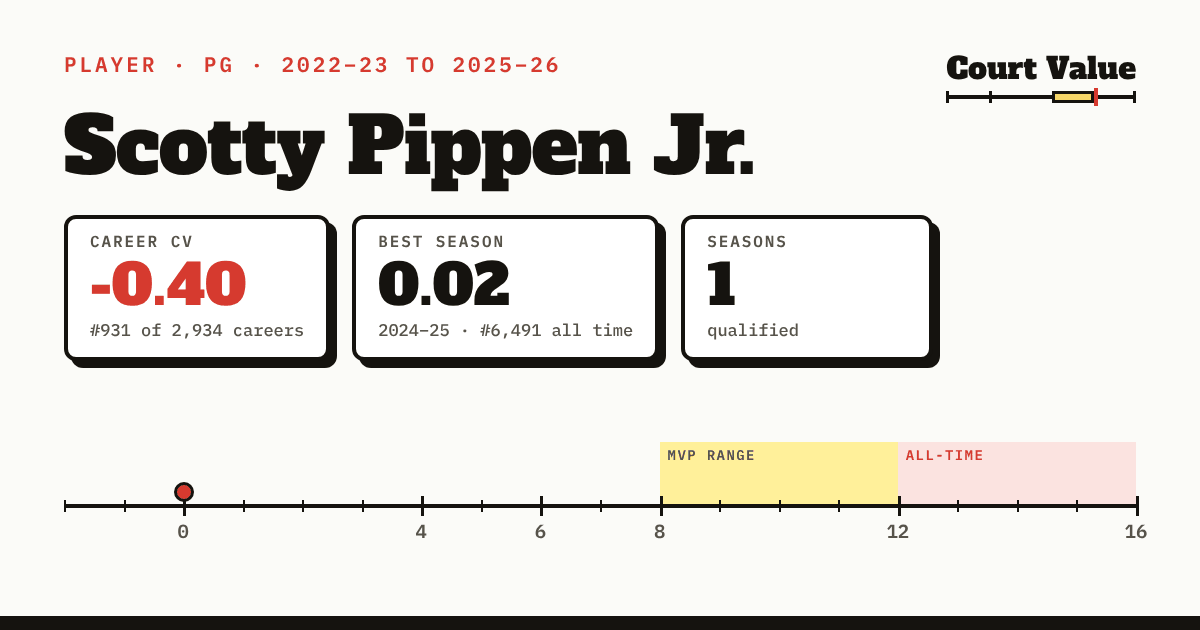 PLAYER · PG · 2022–23 TO 2025–26
Court Value
Scotty Pippen Jr.
CAREER CV
-0.40
#931 of 2,934 careers
BEST SEASON
0.02
2024–25 · #6,491 all time
SEASONS
1
qualified
MVP RANGE
ALL-TIME
0 4 6 8 12 16